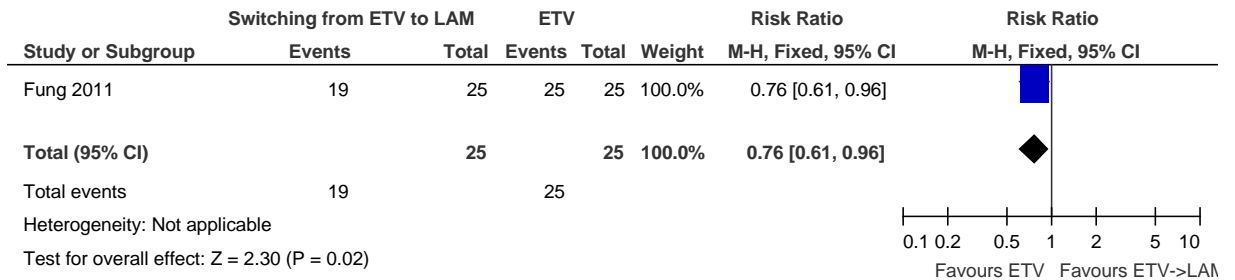 Switching from ETV to LAM ETV Risk Ratio Risk Ratio
Study or Subgroup Events Total Events Total Weight M-H, Fixed, 95% CI M-H, Fixed, 95% CI
Fung 2011 19 25 25 25 100.0% 0.76 [0.61, 0.96]
Total (95% CI) 25 25 100.0% 0.76 [0.61, 0.96]
Total events 19 25
Heterogeneity: Not applicable
Test for overall effect: Z = 2.30 (P = 0.02)
0.1 0.2 0.5 1 2 5 10
Favours ETV Favours ETV->LAM